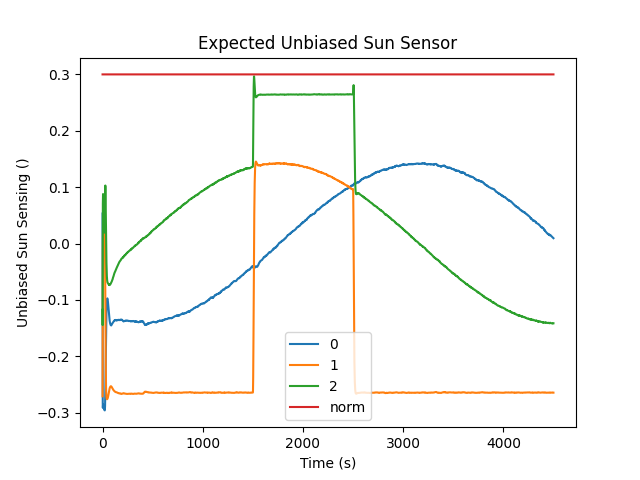 Expected Unbiased Sun Sensor
Unbiased Sun Sensing ()
0.3
0.2
0.1
0.0
−0.1
−0.2
−0.3
0
1
2
norm
0 1000 2000 3000 4000
Time (s)